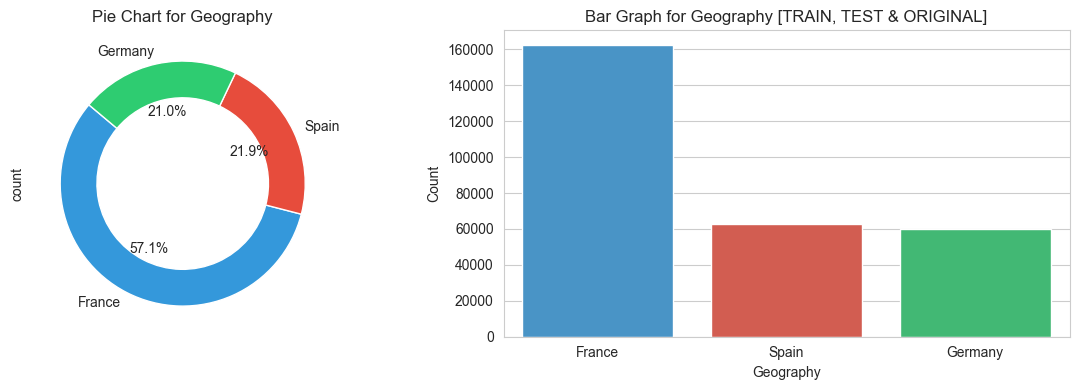 Pie Chart for Geography
Germany
21.0%
Spain
21.9%
57.1%
France
count
Bar Graph for Geography [TRAIN, TEST & ORIGINAL]
160000
140000
120000
100000
80000
60000
40000
20000
0
Count
France Spain Germany
Geography